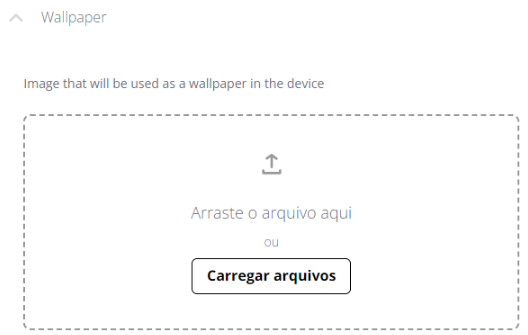 Wallpaper
Image that will be used as a wallpaper in the device
Arraste o arquivo aqui
ou
Carregar arquivos